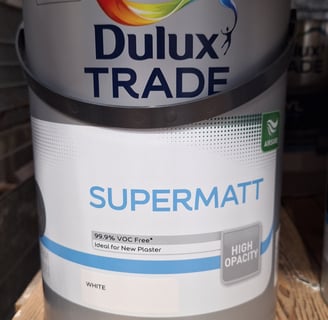 Dulux
TRADE
SUPERMATT
99.9% VOC Free*
Ideal for New Plaster
HIGH
OPACITY
WHITE